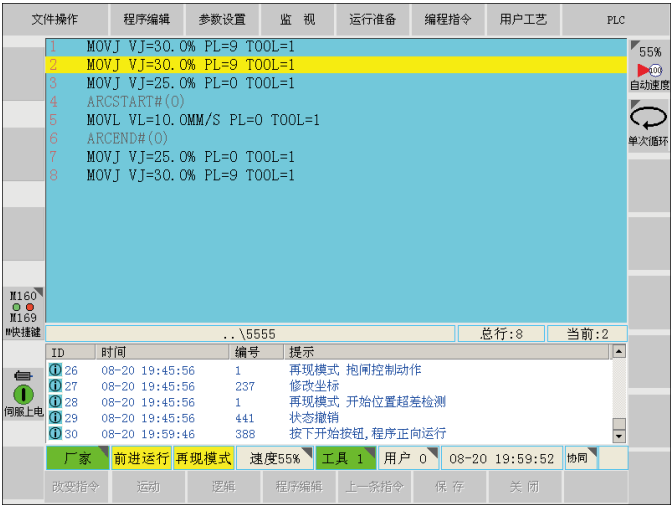 文件操作 程序编辑 参数设置 监 视 运行准备 编程指令 用户工艺 PLC
1 MOVJ VJ=30.0% PL=9 TOOL=1
2 MOVJ VJ=30.0% PL=9 TOOL=1
3 MOVJ VJ=25.0% PL=0 TOOL=1
4 ARCSTART#(0)
5 MOVL VL=10.0MM/S PL=0 TOOL=1
6 ARCEND#(0)
7 MOVJ VJ=25.0% PL=0 TOOL=1
8 MOVJ VJ=30.0% PL=9 TOOL=1
55%
100
自动速度
单次循环
M160
M169
M快捷键
伺服上电
..\5555 总行:8 当前:2
ID 时间 编号 提示
26 08-20 19:45:56 1 再现模式 抱闸控制动作
27 08-20 19:45:56 237 修改坐标
28 08-20 19:45:56 1 再现模式 开始位置超差检测
29 08-20 19:45:56 441 状态撤销
30 08-20 19:59:46 388 按下开始按钮,程序正向运行
厂家 前进运行 再现模式 速度55% 工具 1 用户 0 08-20 19:59:52 协同
改变指令 运动 逻辑 程序编辑 上一条指令 保 存 关 闭